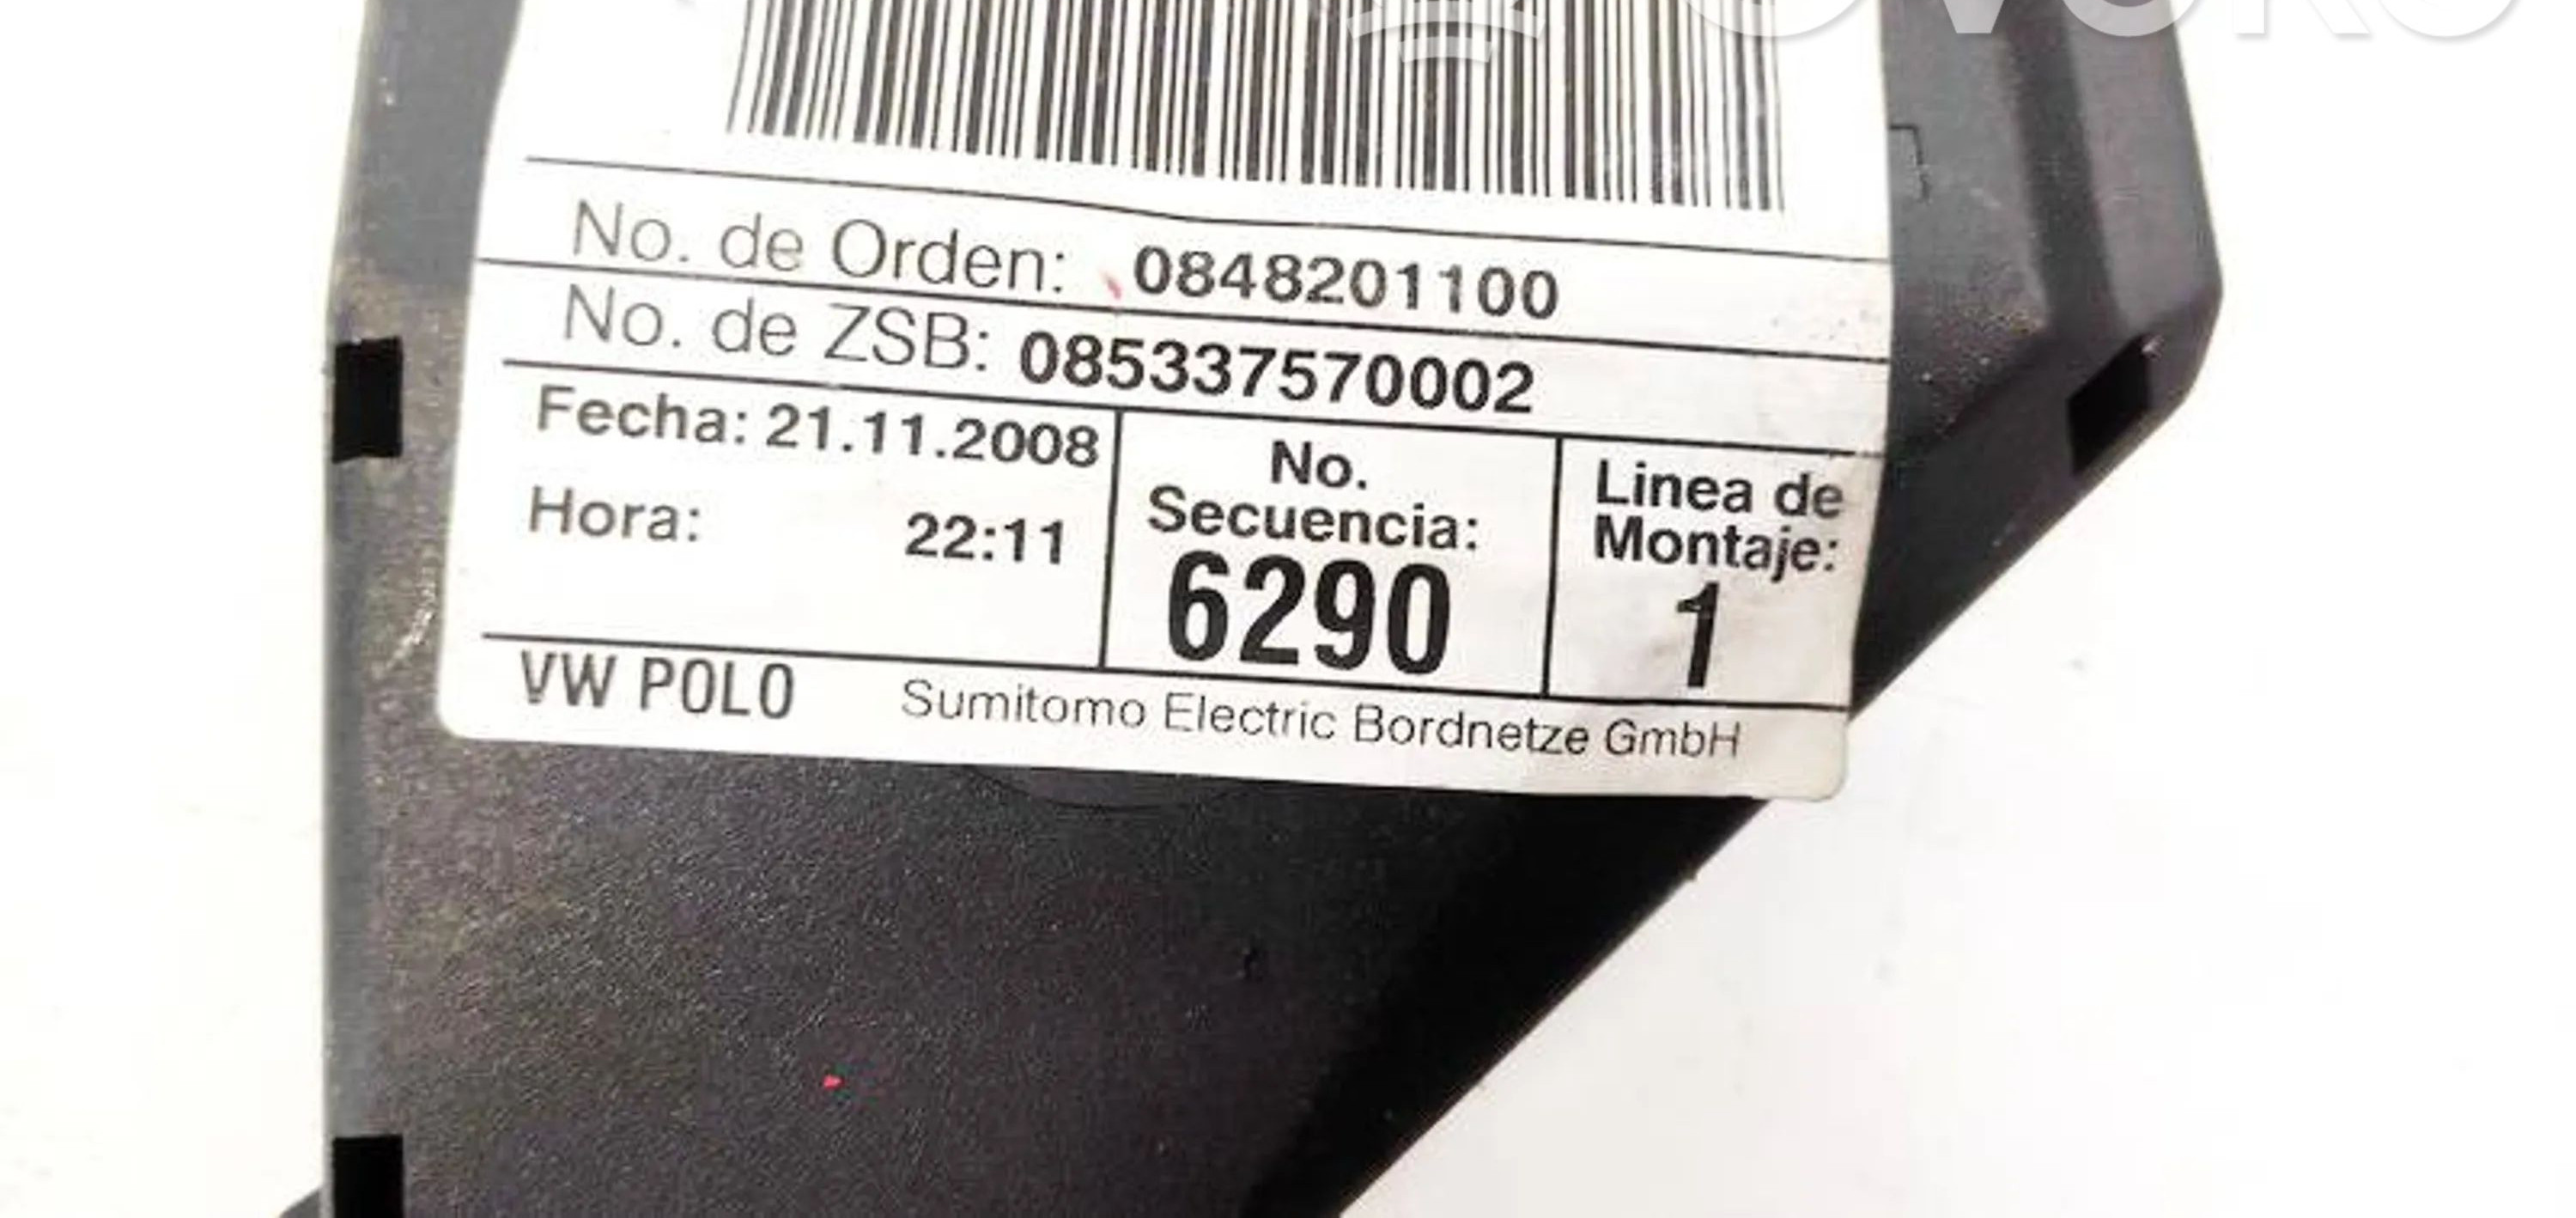 No. de Orden: 0848201100
No. de ZSB: 085337570002
Fecha: 21.11.2008
Hora: 22:11
No.
Secuencia:
6290
Linea de
Montaje:
1
VW POLO Sumitomo Electric Bordnetze GmbH